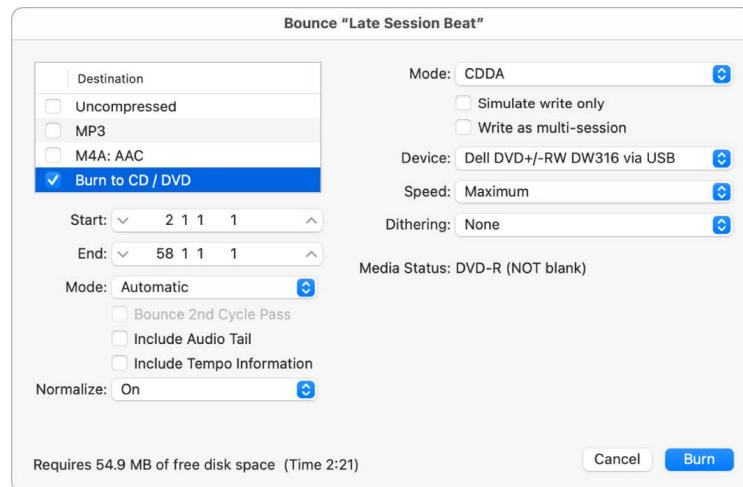 Bounce “Late Session Beat”
Destination
Uncompressed
MP3
M4A: AAC
Burn to CD / DVD
Start: 2 1 1 1
End: 58 1 1 1
Mode: Automatic
Bounce 2nd Cycle Pass
Include Audio Tail
Include Tempo Information
Normalize: On
Mode: CDDA
Simulate write only
Write as multi-session
Device: Dell DVD+/-RW DW316 via USB
Speed: Maximum
Dithering: None
Media Status: DVD-R (NOT blank)
Requires 54.9 MB of free disk space (Time 2:21)
Cancel Burn